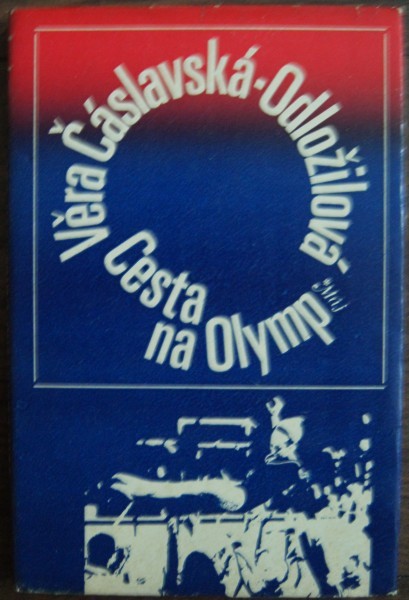 Věra Čáslavská-Odložilová
Cesta
na Olymp